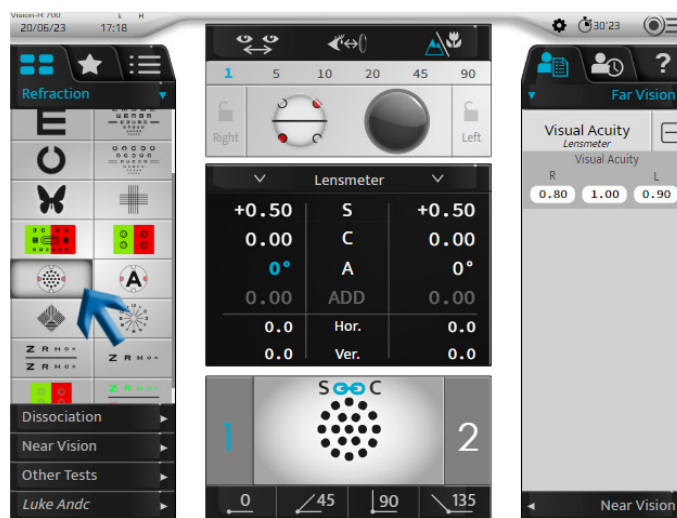 Vision-R 700
20/06/23 17:18
k H
30'23
Refraction
Far Vision
1 5 10 20 45 90
Right
Left
Visual Acuity
Lensmeter
Visual Acuity
R L
0.80 1.00 0.90
Lensmeter
+0.50 S +0.50
0.00 C 0.00
0° A 0°
0.00 ADD 0.00
0.0 Hor. 0.0
0.0 Ver. 0.0
E
A
Z R H
Z R H
Z R H
S C
1 2
0 45 90 135
Dissociation
Near Vision
Other Tests
Luke Andc
Near Vision
?